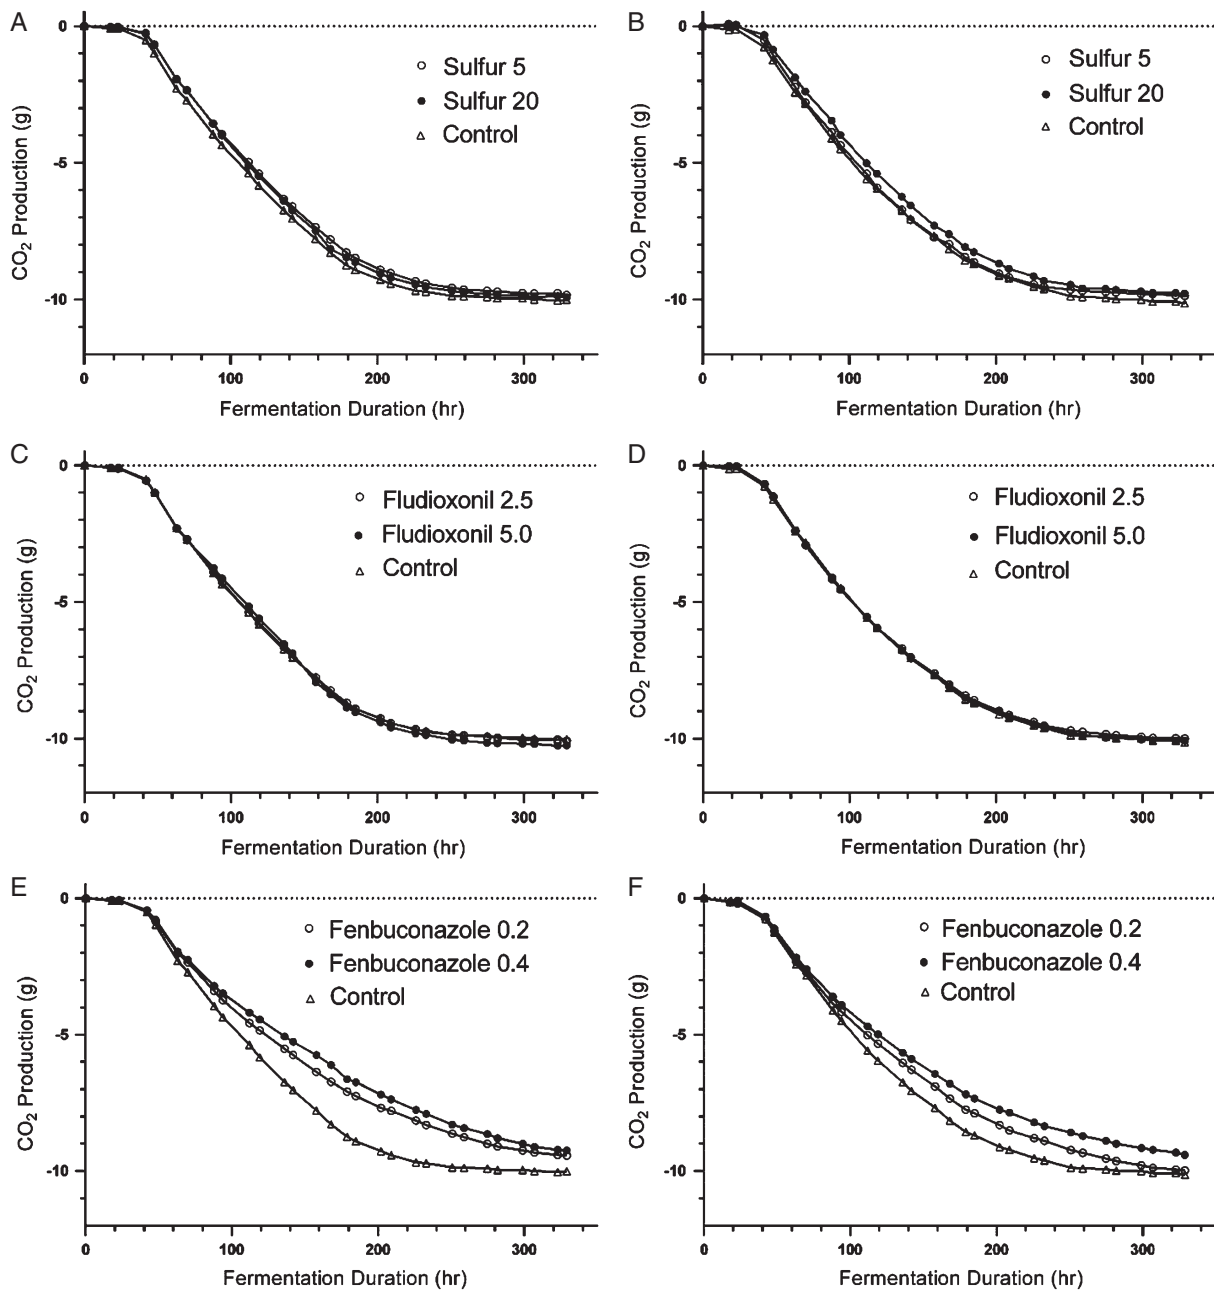 A
0
-5
-10
CO2 Production (g)
Sulfur 5
Sulfur 20
Control
0 100 200 300
Fermentation Duration (hr)
B
0
-5
-10
CO2 Production (g)
Sulfur 5
Sulfur 20
Control
0 100 200 300
Fermentation Duration (hr)
C
0
-5
-10
CO2 Production (g)
Fludioxonil 2.5
Fludioxonil 5.0
Control
0 100 200 300
Fermentation Duration (hr)
D
0
-5
-10
CO2 Production (g)
Fludioxonil 2.5
Fludioxonil 5.0
Control
0 100 200 300
Fermentation Duration (hr)
E
0
-5
-10
CO2 Production (g)
Fenbuconazole 0.2
Fenbuconazole 0.4
Control
0 100 200 300
Fermentation Duration (hr)
F
0
-5
-10
CO2 Production (g)
Fenbuconazole 0.2
Fenbuconazole 0.4
Control
0 100 200 300
Fermentation Duration (hr)